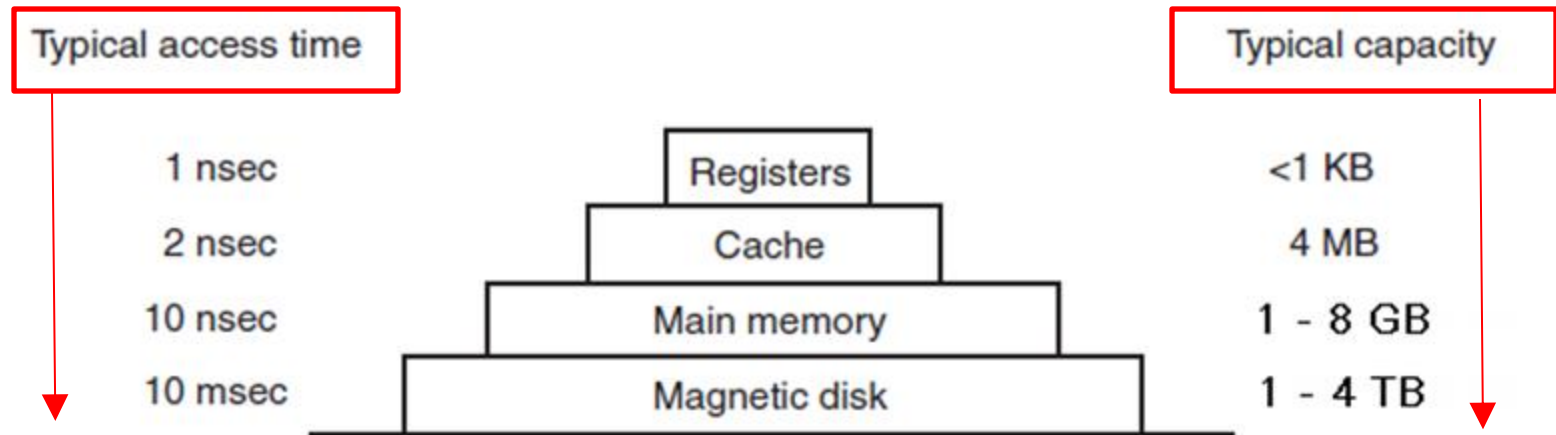 Typical access time Typical capacity
1 nsec Registers <1 KB
2 nsec Cache 4 MB
10 nsec Main memory 1 - 8 GB
10 msec Magnetic disk 1 - 4 TB